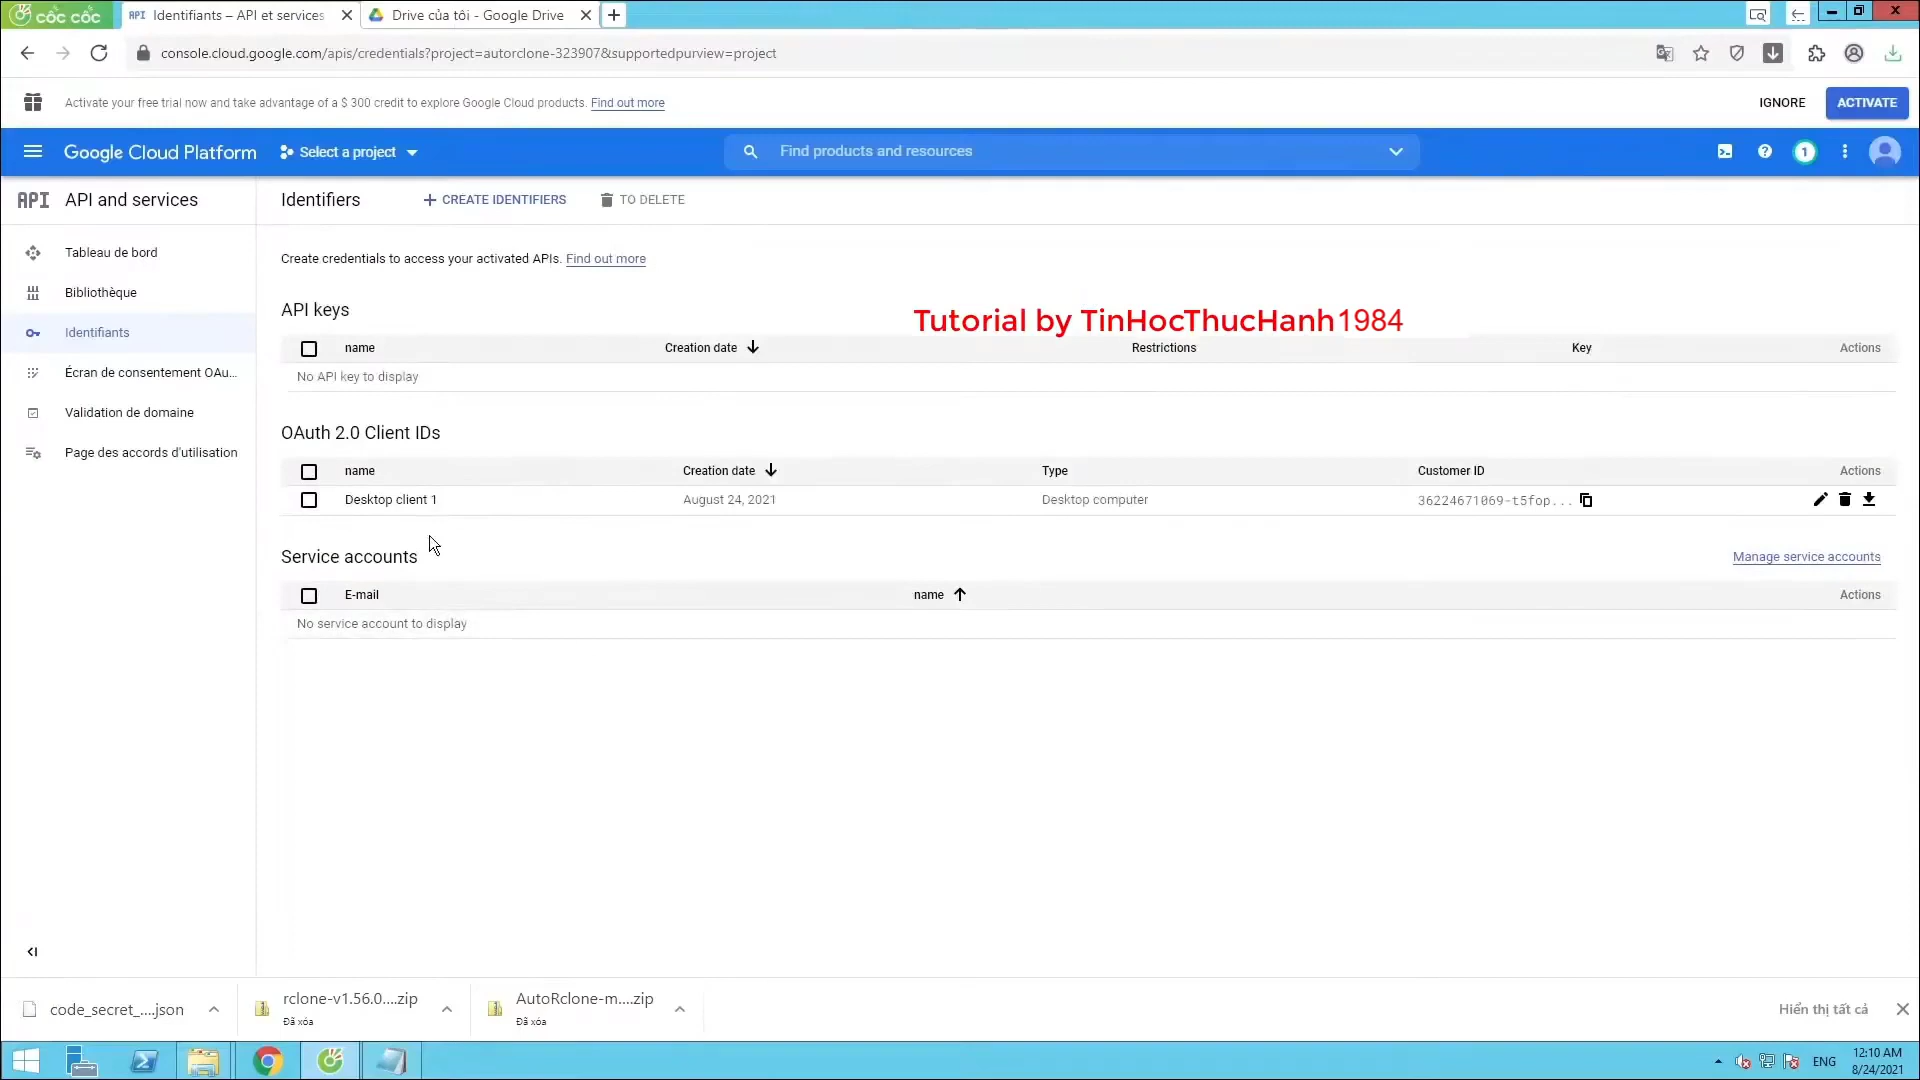 cốc cốc
API Identifiants – API et services
Drive của tôi - Google Drive
console.cloud.google.com/apis/credentials?project=autorclone-323907&supportedpurview=project
Activate your free trial now and take advantage of a $ 300 credit to explore Google Cloud products. Find out more
IGNORE
ACTIVATE
Google Cloud Platform
Select a project
Find products and resources
1
API API and services
Identifiers
CREATE IDENTIFIERS
TO DELETE
Tableau de bord
Bibliothèque
Identifiants
Écran de consentement OAu...
Validation de domaine
Page des accords d'utilisation
Create credentials to access your activated APIs. Find out more
API keys
Tutorial by TinHocThucHanh1984
name Creation date Restrictions Key Actions
No API key to display
OAuth 2.0 Client IDs
name Creation date Type Customer ID Actions
Desktop client 1 August 24, 2021 Desktop computer 36224671069-t5fop...
Service accounts
Manage service accounts
E-mail name Actions
No service account to display
code_secret_....json
rclone-v1.56.0....zip
Đã xóa
AutoRclone-m....zip
Đã xóa
Hiển thị tất cả
ENG
12:10 AM
8/24/2021